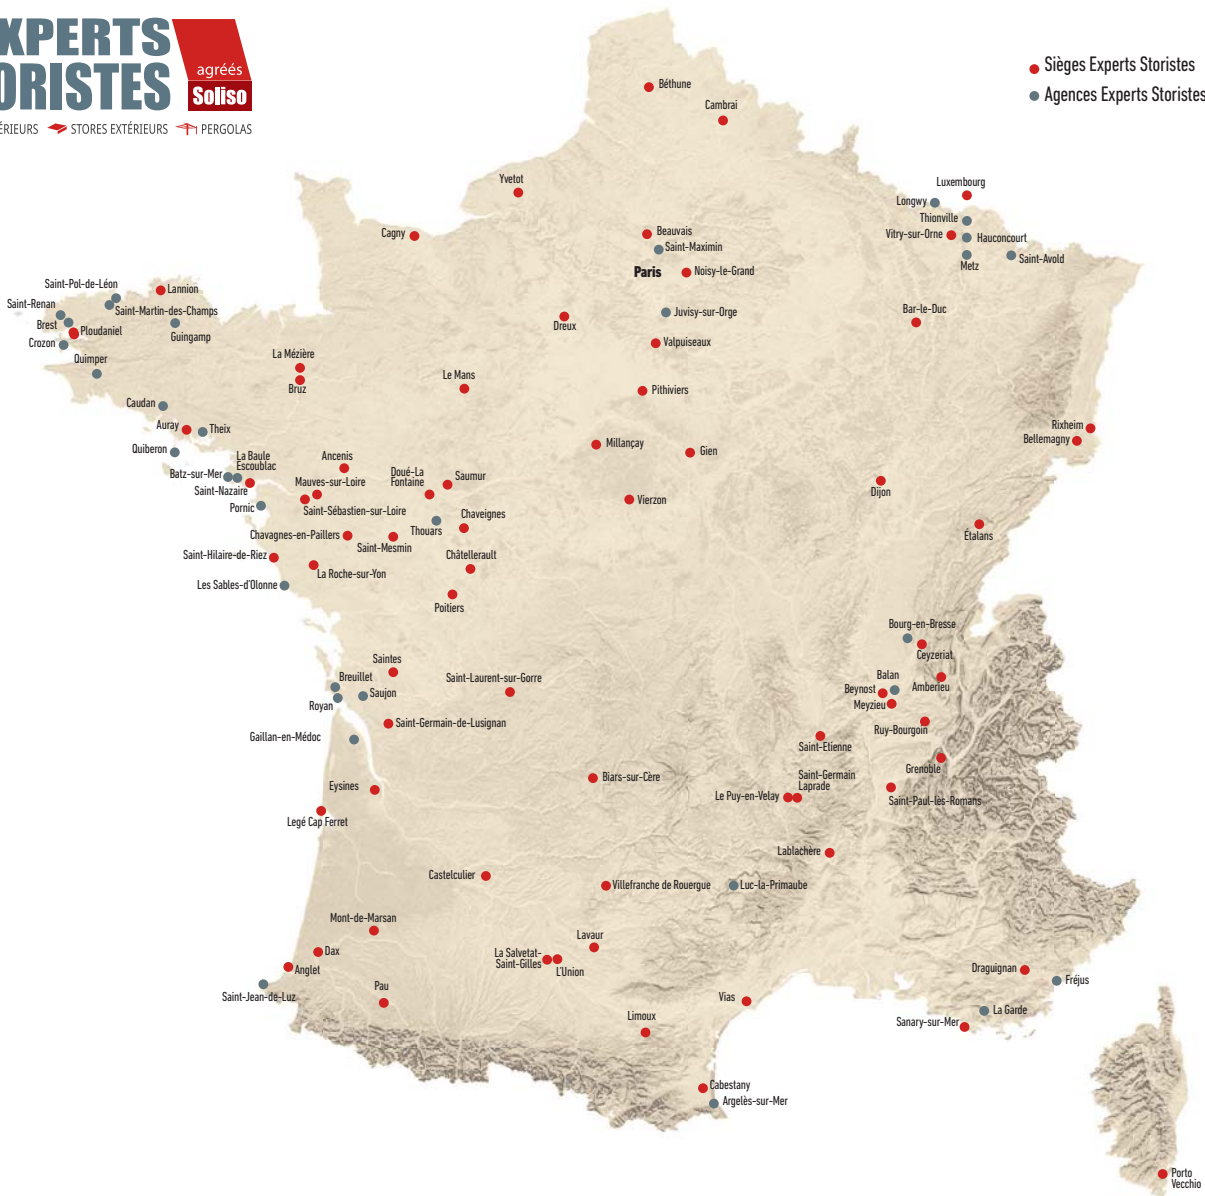 XPERTS
ORISTES
agréés
Soliso
ÉRIEURS STORES EXTÉRIEURS PERGOLAS
Sièges Experts Storistes
Agences Experts Storistes
Béthune
Cambrai
Yvetot
Luxembourg
Longwy
Thionville
Cagny
Beauvais
Vitry-sur-Orne
Hauconcourt
Saint-Maximin
Metz
Saint-Avold
Paris
Noisy-le-Grand
Saint-Pol-de-Léon
Lannion
Saint-Renan
Saint-Martin-des-Champs
Bar-le-Duc
Juvisy-sur-Orge
Brest
Ploudaniel
Dreux
Guingamp
Crozon
Valpuiseaux
Quimper
La Mézière
Le Mans
Bruz
Pithiviers
Caudan
Auray
Theix
Rixheim
Bellemagny
Quiberon
Millançay
Gien
La Baule
Escoublac
Ancenis
Batz-sur-Mer
Doué-La
Fontaine
Saumur
Mauves-sur-Loire
Saint-Nazaire
Dijon
Vierzon
Pornic
Saint-Sébastien-sur-Loire
Chaveignes
Étalans
Thouars
Chavagnes-en-Paillers
Saint-Mesmin
Saint-Hilaire-de-Riez
Châtellerault
La Roche-sur-Yon
Les Sables-d'Olonne
Poitiers
Bourg-en-Bresse
Ceyzeriat
Saintes
Breuillet
Saint-Laurent-sur-Gorre
Balan
Beynost
Amberieu
Saujon
Royan
Meyzieu
Saint-Germain-de-Lusignan
Ruy-Bourgoin
Gaillan-en-Médoc
Saint-Etienne
Grenoble
Biars-sur-Cère
Saint-Germain
Laprade
Eysines
Le Puy-en-Velay
Saint-Paul-lès-Romans
Legé Cap Ferret
Lablachère
Castelculier
Villefranche de Rouergue
Luc-la-Primaube
Mont-de-Marsan
Lavaur
Dax
La Salvetat-
Saint-Gilles
L'Union
Anglet
Draguignan
Fréjus
Pau
Saint-Jean-de-Luz
Vias
La Garde
Limoux
Sanary-sur-Mer
Cabestany
Argelès-sur-Mer
Porto
Vecchio